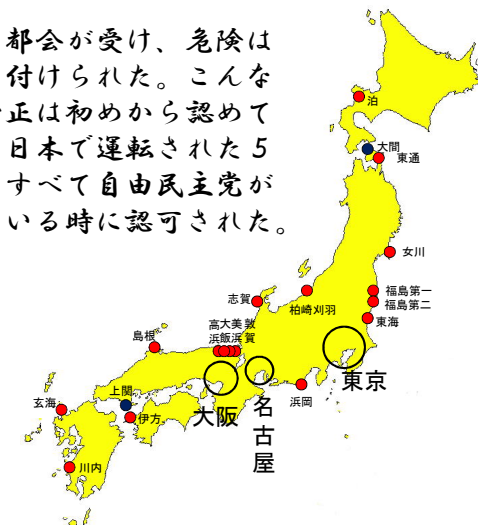 都会が受け、危険は
付けられた。こんな
正は初めから認めて
日本で運転された5
すべて自由民主党が
いる時に認可された。
泊
大間
東通
女川
福島第一
福島第二
東海
柏崎刈羽
志賀
高大美敦
浜飯浜賀
島根
東京
浜岡
名古屋
大阪
上関
伊方
玄海
川内